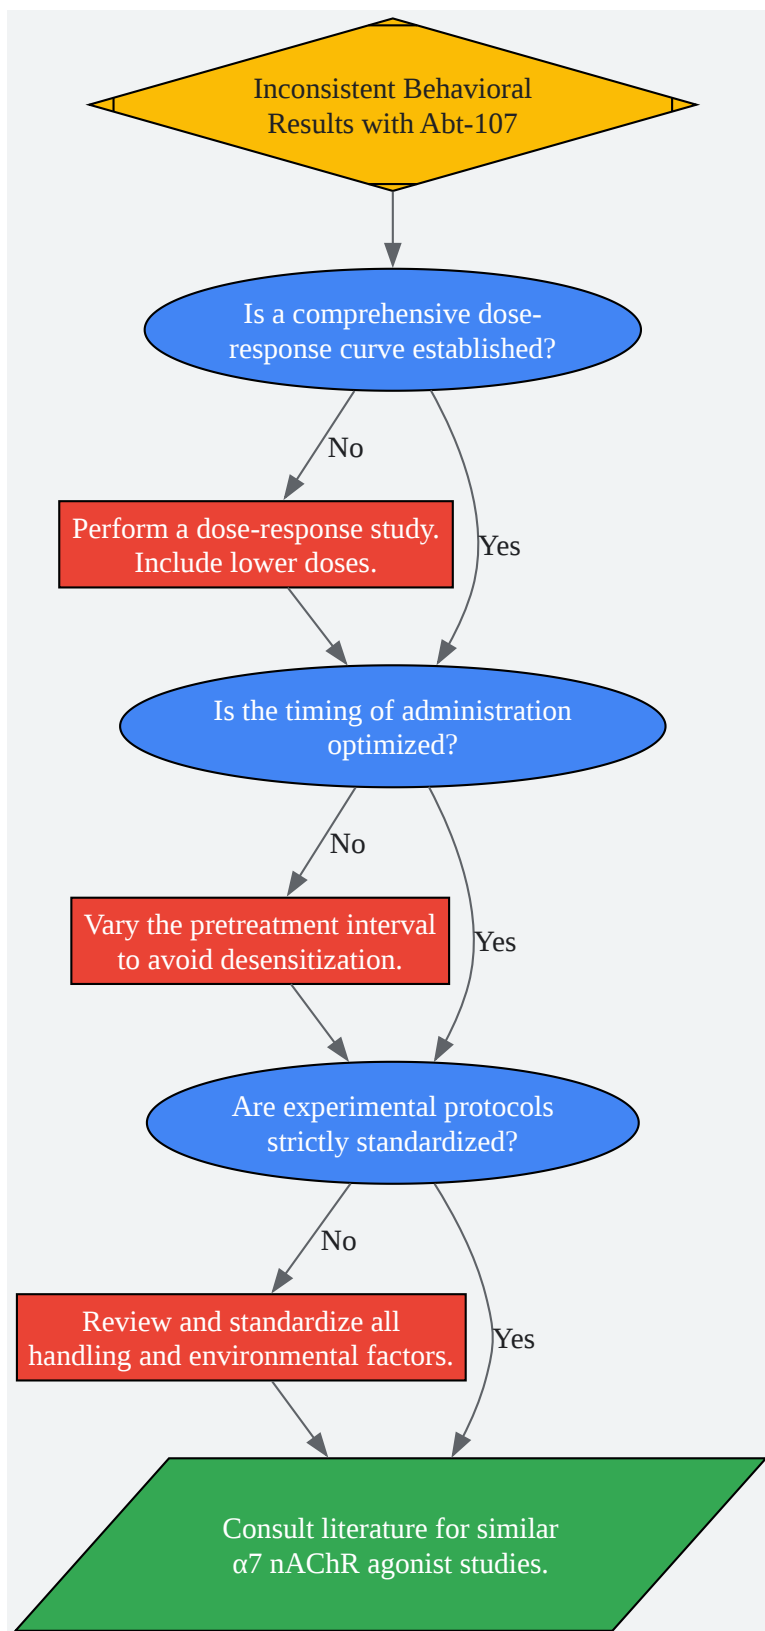 Inconsistent Behavioral
Results with Abt-107
Is a comprehensive dose-
response curve established?
No
Perform a dose-response study.
Include lower doses.
Yes
Is the timing of administration
optimized?
No
Vary the pretreatment interval
to avoid desensitization.
Yes
Are experimental protocols
strictly standardized?
No
Review and standardize all
handling and environmental factors.
Yes
Consult literature for similar
α7 nAChR agonist studies.